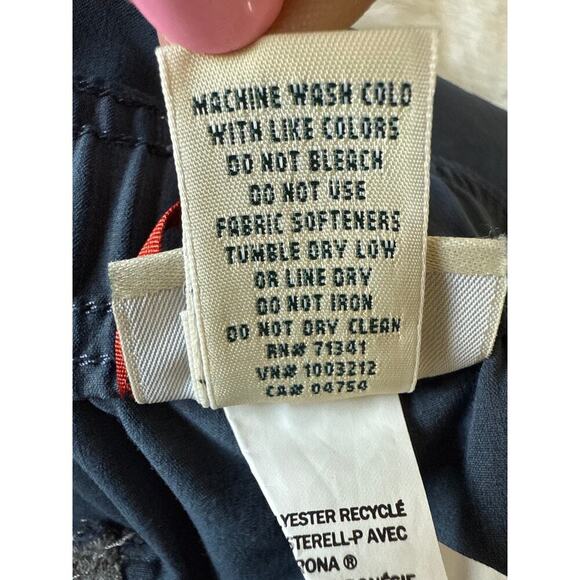 MACHINE WASH COLD
WITH LIKE COLORS
DO NOT BLEACH
DO NOT USE
FABRIC SOFTENERS
TUMBLE DRY LOW
OR LINE DRY
DO NOT IRON
DO NOT DRY CLEAN
RN# 71341
VN# 1003212
CA# 04754
YESTER RECYCLÉ
STERELL-P AVEC
RONA ®